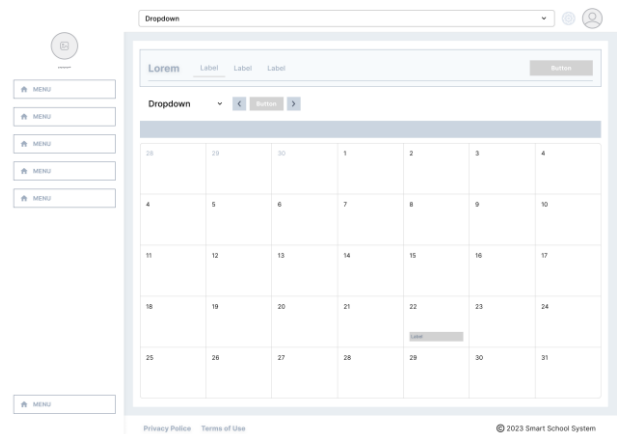 Dropdown
MENU
MENU
MENU
MENU
MENU
MENU
Lorem Label Label Label Button
Dropdown Button
28 29 30 1 2 3 4
4 5 6 7 8 9 10
11 12 13 14 15 16 17
18 19 20 21 22 23 24
Label
25 26 27 28 29 30 31
Privacy Police Terms of Use © 2023 Smart School System